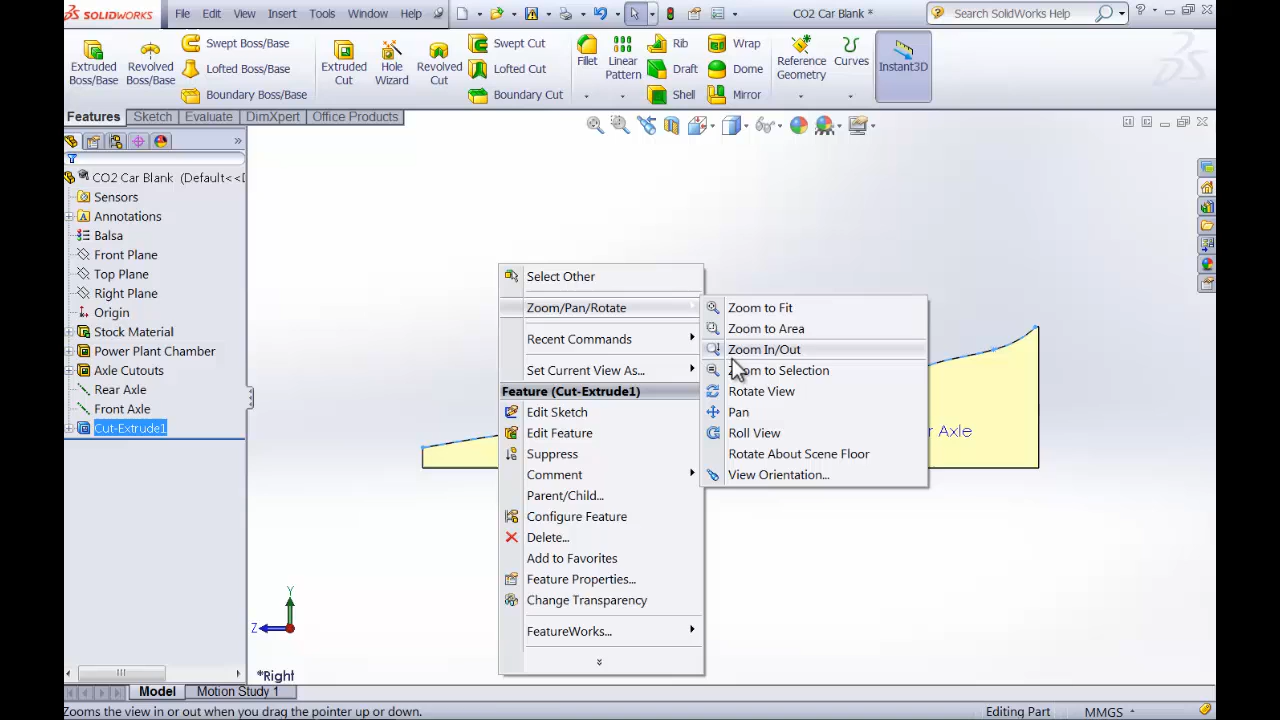 SOLIDWORKS
File Edit View Insert Tools Window Help
CO2 Car Blank *
Search SolidWorks Help
Extruded Boss/Base
Revolved Boss/Base
Swept Boss/Base
Lofted Boss/Base
Boundary Boss/Base
Extruded Cut
Hole Wizard
Revolved Cut
Swept Cut
Lofted Cut
Boundary Cut
Fillet
Linear Pattern
Rib
Draft
Shell
Wrap
Dome
Mirror
Reference Geometry
Curves
Instant3D
Features Sketch Evaluate DimXpert Office Products
CO2 Car Blank (Default<<D
Sensors
Annotations
Balsa
Front Plane
Top Plane
Right Plane
Origin
Stock Material
Power Plant Chamber
Axle Cutouts
Rear Axle
Front Axle
Cut-Extrude1
Select Other
Zoom/Pan/Rotate
Recent Commands
Set Current View As...
Feature (Cut-Extrude1)
Edit Sketch
Edit Feature
Suppress
Comment
Parent/Child...
Configure Feature
Delete...
Add to Favorites
Feature Properties...
Change Transparency
FeatureWorks...
Zoom to Fit
Zoom to Area
Zoom In/Out
Zoom to Selection
Rotate View
Pan
Roll View
Rotate About Scene Floor
View Orientation...
r Axle
Y
Z
*Right
Model Motion Study 1
Zooms the view in or out when you drag the pointer up or down.
Editing Part MMGS